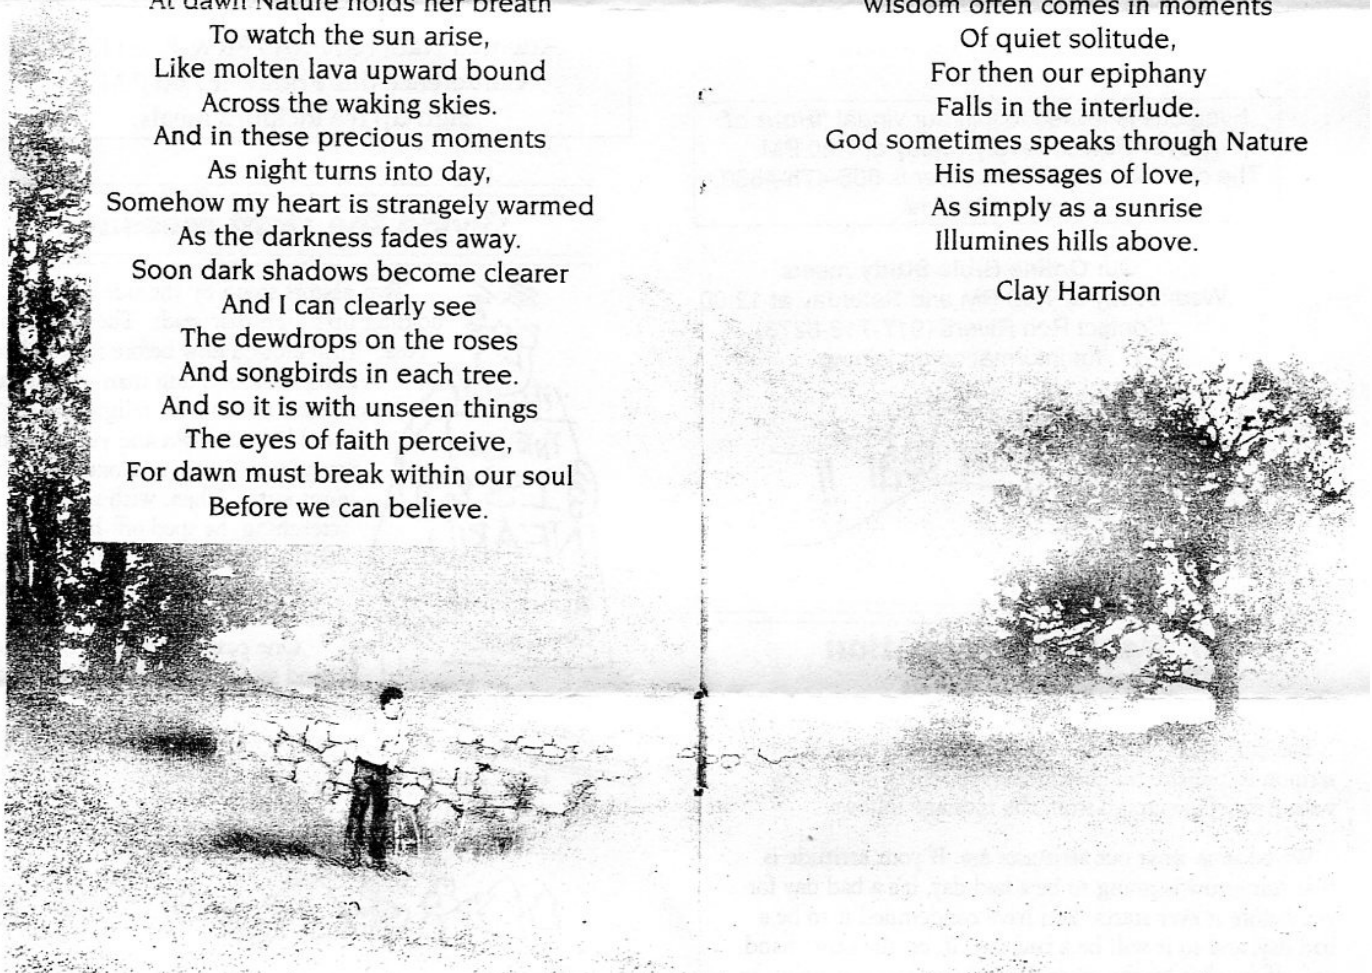 At dawn Nature holds her breath
To watch the sun arise,
Like molten lava upward bound
Across the waking skies.
And in these precious moments
As night turns into day,
Somehow my heart is strangely warmed
As the darkness fades away.
Soon dark shadows become clearer
And I can clearly see
The dewdrops on the roses
And songbirds in each tree.
And so it is with unseen things
The eyes of faith perceive,
For dawn must break within our soul
Before we can believe.
Wisdom often comes in moments
Of quiet solitude,
For then our epiphany
Falls in the interlude.
God sometimes speaks through Nature
His messages of love,
As simply as a sunrise
Illumines hills above.
Clay Harrison